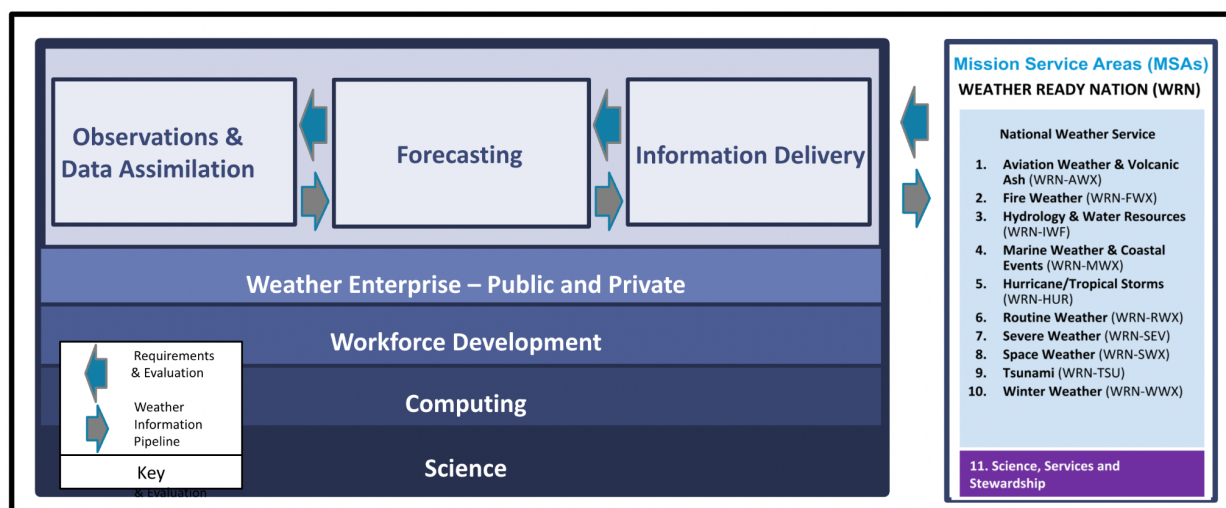 Observations &
Data Assimilation
Forecasting
Information Delivery
Weather Enterprise – Public and Private
Workforce Development
Computing
Science
Requirements
& Evaluation
Weather
Information
Pipeline
Key
& Evaluation
Mission Service Areas (MSAs)
WEATHER READY NATION (WRN)
National Weather Service
1. Aviation Weather & Volcanic
Ash (WRN-AWX)
2. Fire Weather (WRN-FWX)
3. Hydrology & Water Resources
(WRN-IWF)
4. Marine Weather & Coastal
Events (WRN-MWX)
5. Hurricane/Tropical Storms
(WRN-HUR)
6. Routine Weather (WRN-RWX)
7. Severe Weather (WRN-SEV)
8. Space Weather (WRN-SWX)
9. Tsunami (WRN-TSU)
10. Winter Weather (WRN-WWX)
11. Science, Services and
Stewardship